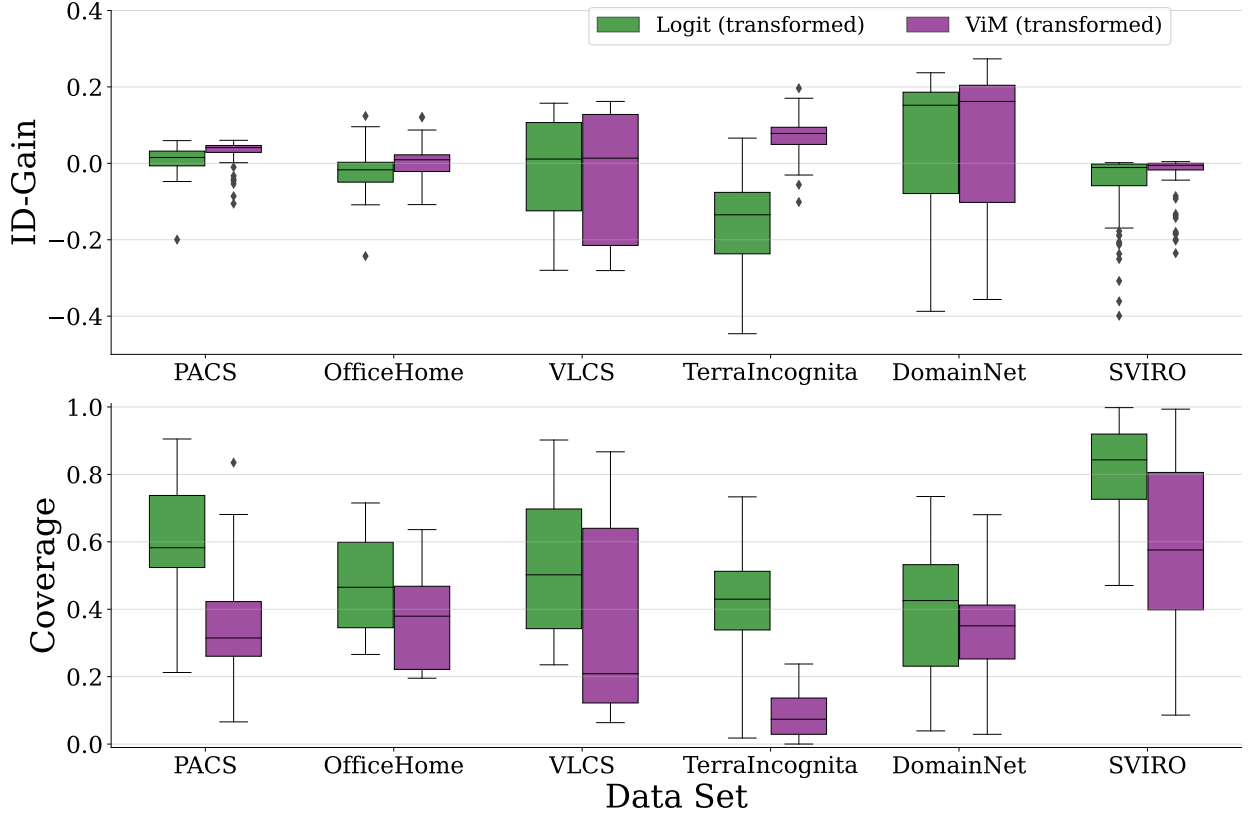 Logit (transformed) ViM (transformed)
ID-Gain
0.4
0.2
0.0
−0.2
−0.4
PACS OfficeHome VLCS TerraIncognita DomainNet SVIRO
Coverage
1.0
0.8
0.6
0.4
0.2
0.0
PACS OfficeHome VLCS TerraIncognita DomainNet SVIRO
Data Set